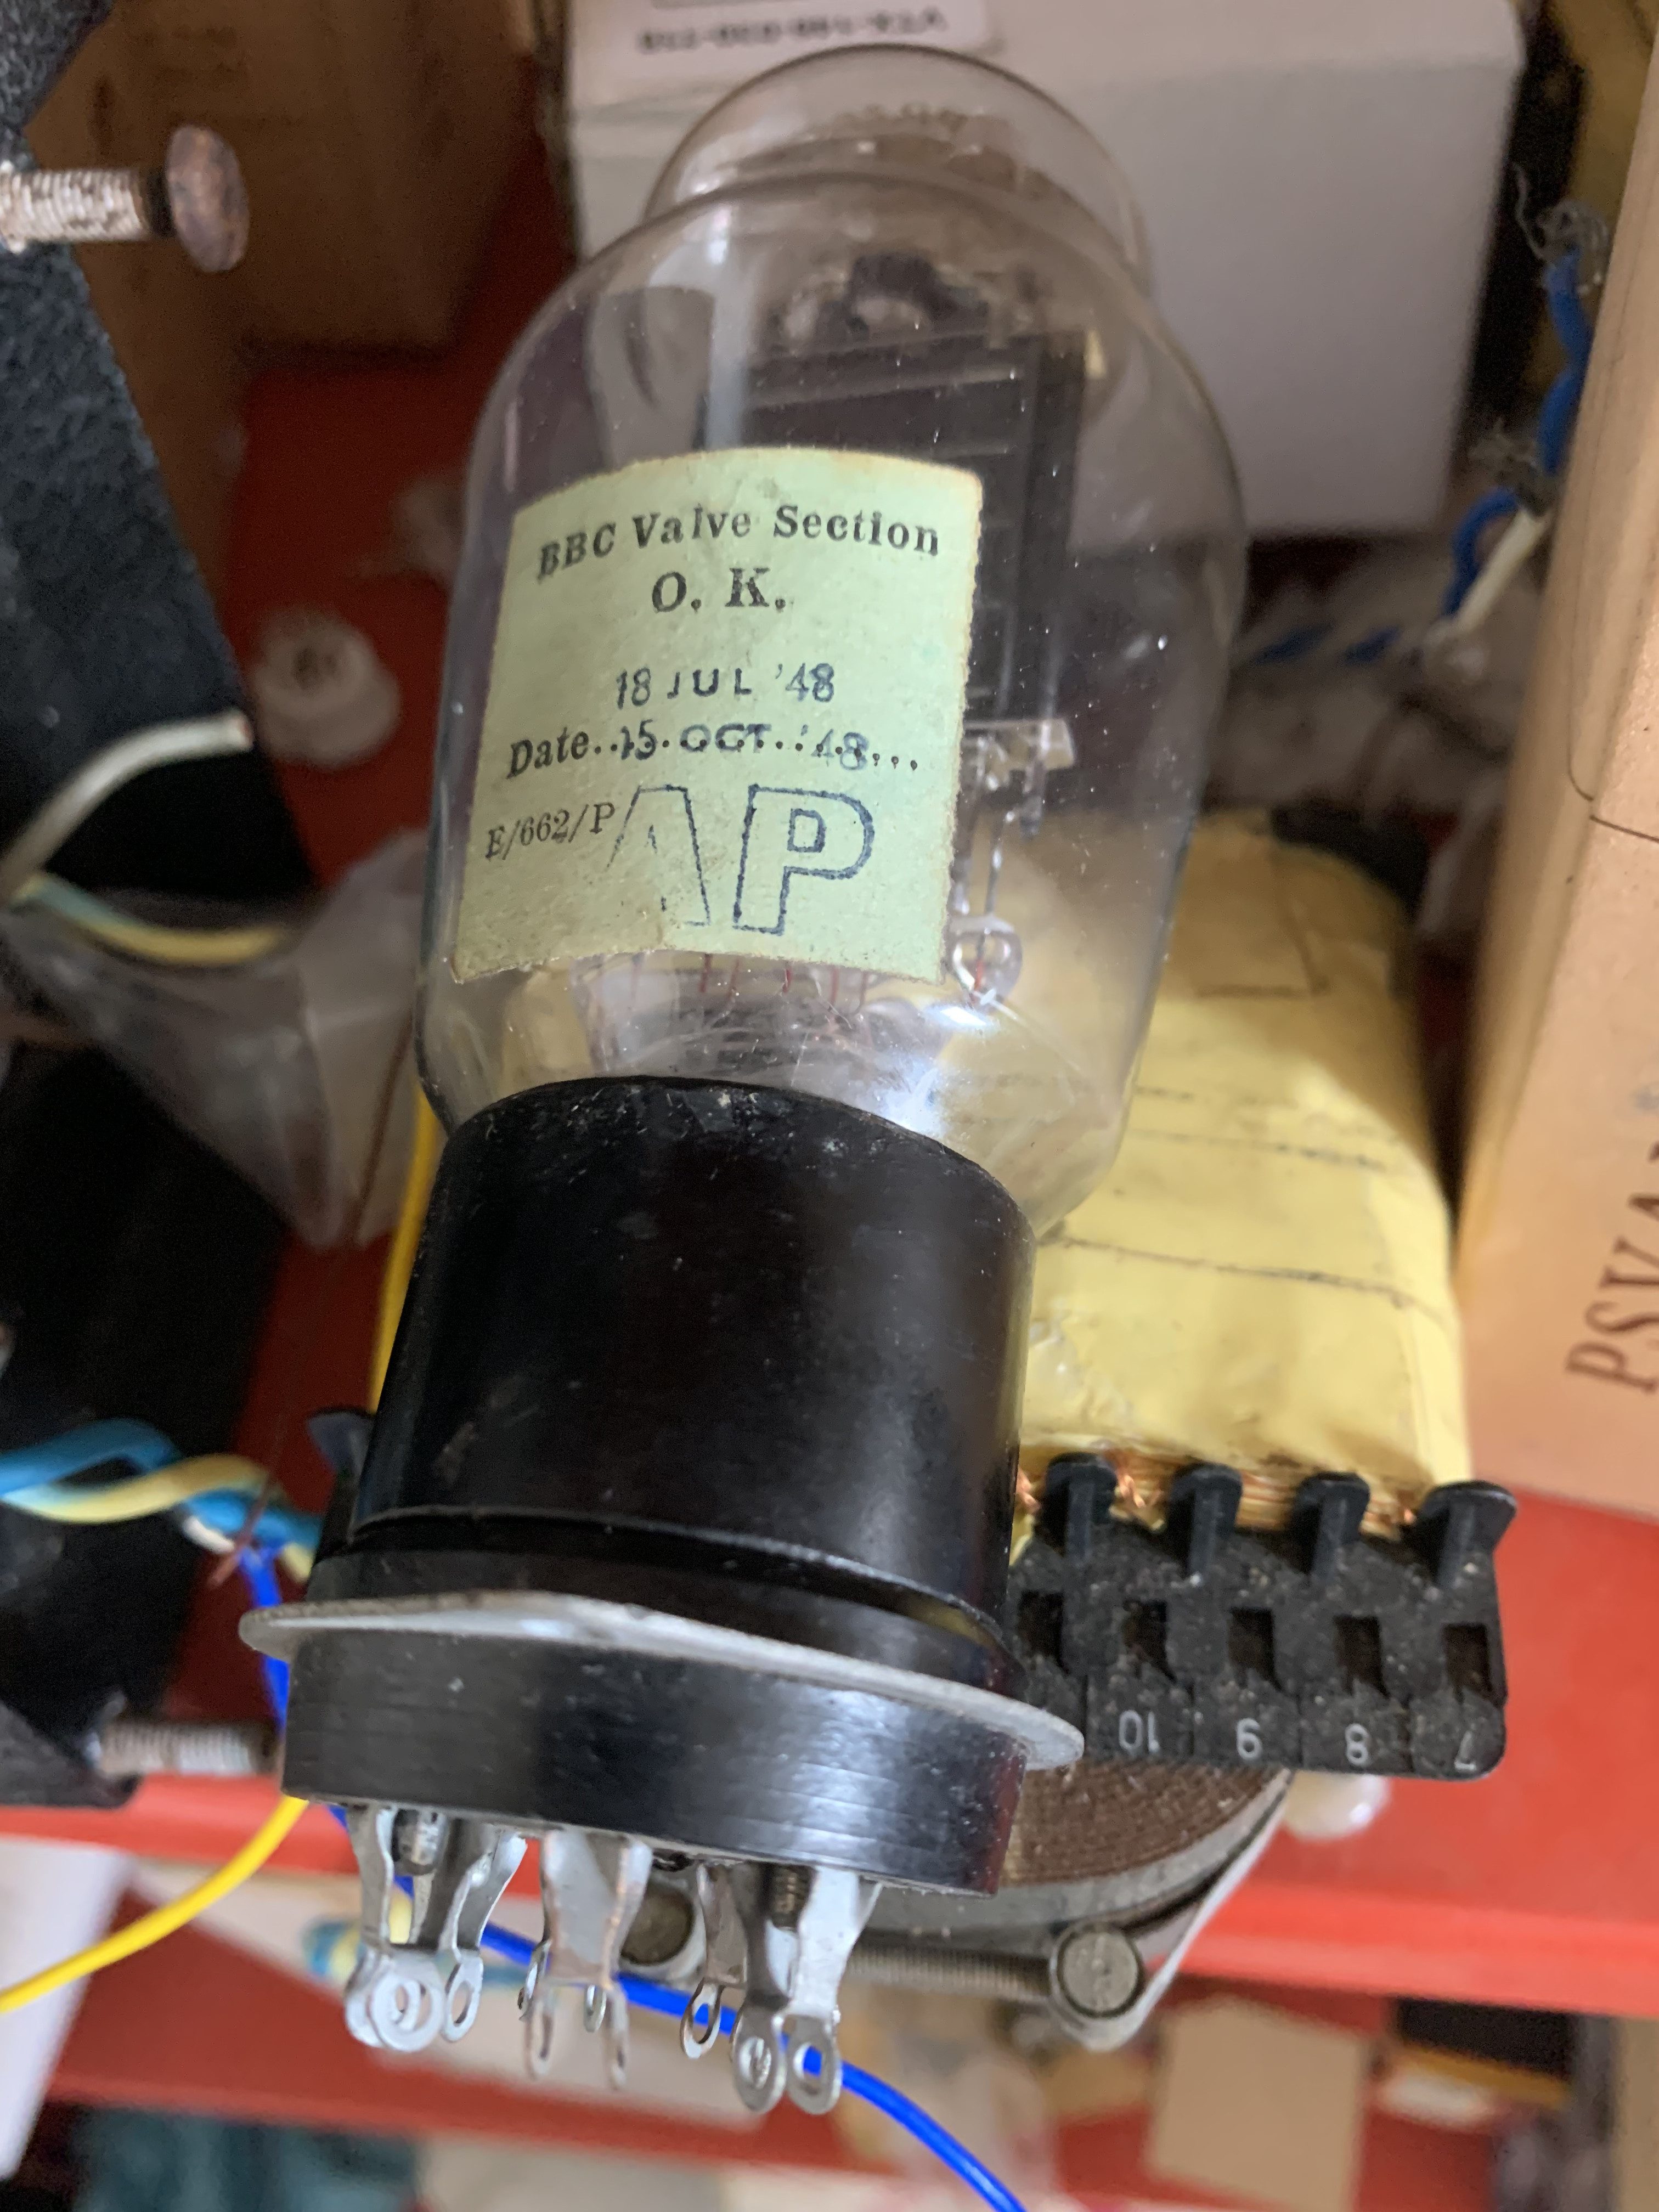 BBC Valve Section
O. K.
18 JUL '48
Date..15 OCT '48...
E/662/P AP
10 9 8 7